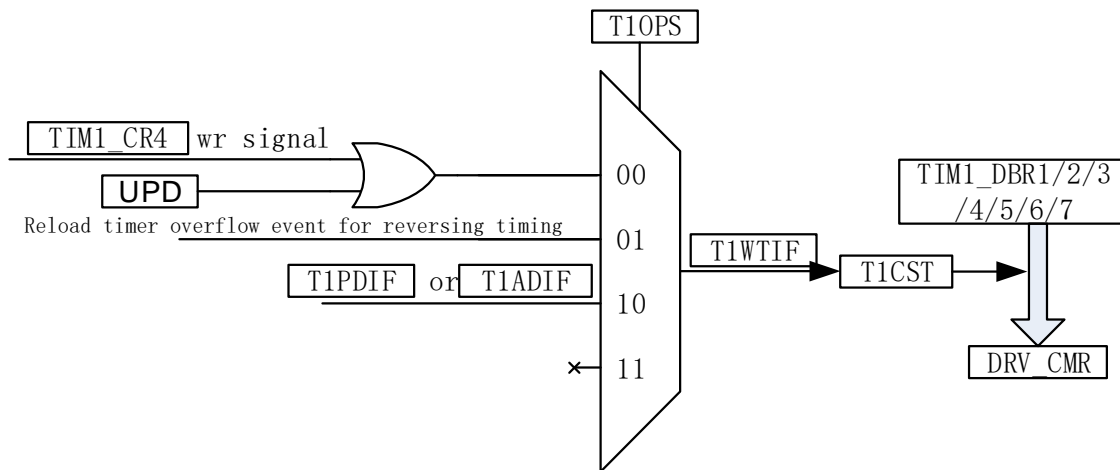 T1OPS
TIM1_CR4 wr signal
UPD
00
TIM1_DBR1/2/3
/4/5/6/7
Reload timer overflow event for reversing timing
01
T1WTIF
T1CST
T1PDIF or T1ADIF
10
DRV_CMR
11